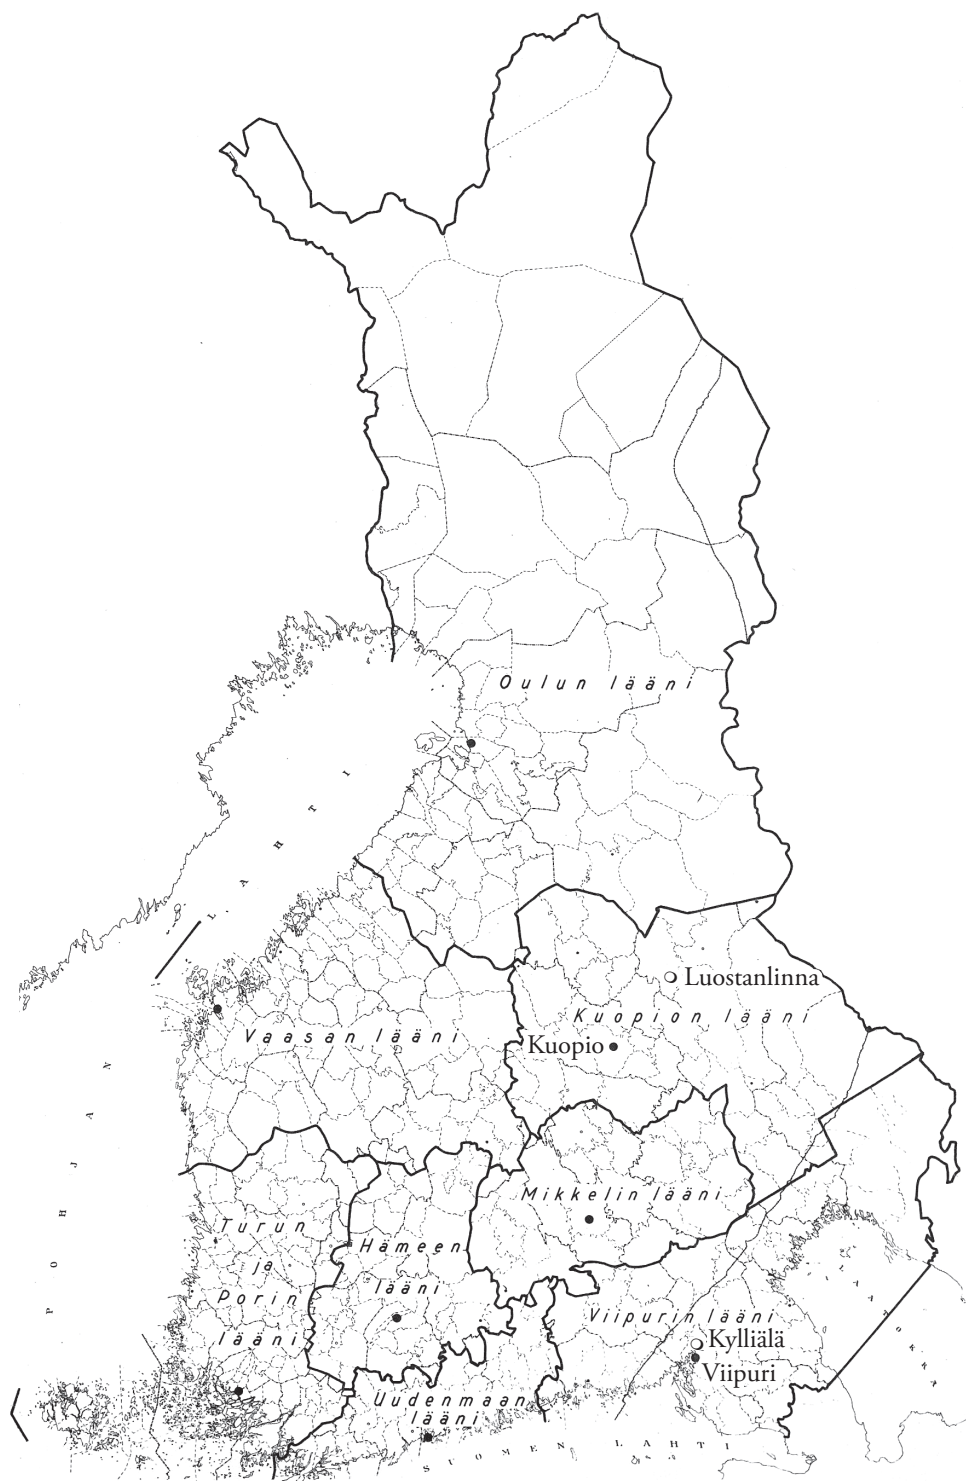 Oulun lääni
POHJAN LAHTI
Luostanlinna
Kuopion lääni
Vaasan lääni
Kuopio
Mikkelin lääni
Turun
ja
Porin
lääni
Hämeen
lääni
Viipurin lääni
Kylliälä
Viipuri
Uudenmaan
lääni
SUOMEN LAHTI